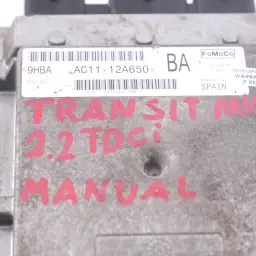 FoMoCo
9HBA AC11-12A650- BA
SPAIN
TRANSIT MK
2.2 TDCi
MANUAL